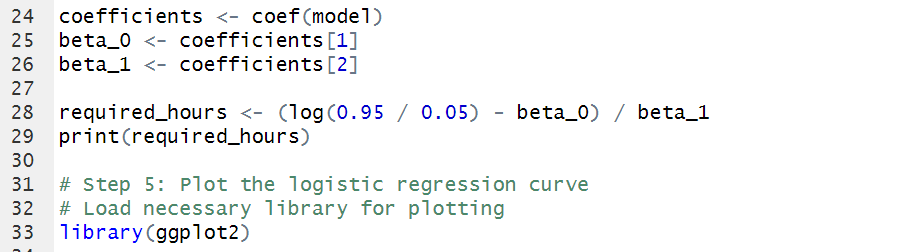 24 coefficients <- coef(model)
25 beta_0 <- coefficients[1]
26 beta_1 <- coefficients[2]
27
28 required_hours <- (log(0.95 / 0.05) - beta_0) / beta_1
29 print(required_hours)
30
31 # Step 5: Plot the logistic regression curve
32 # Load necessary library for plotting
33 library(ggplot2)